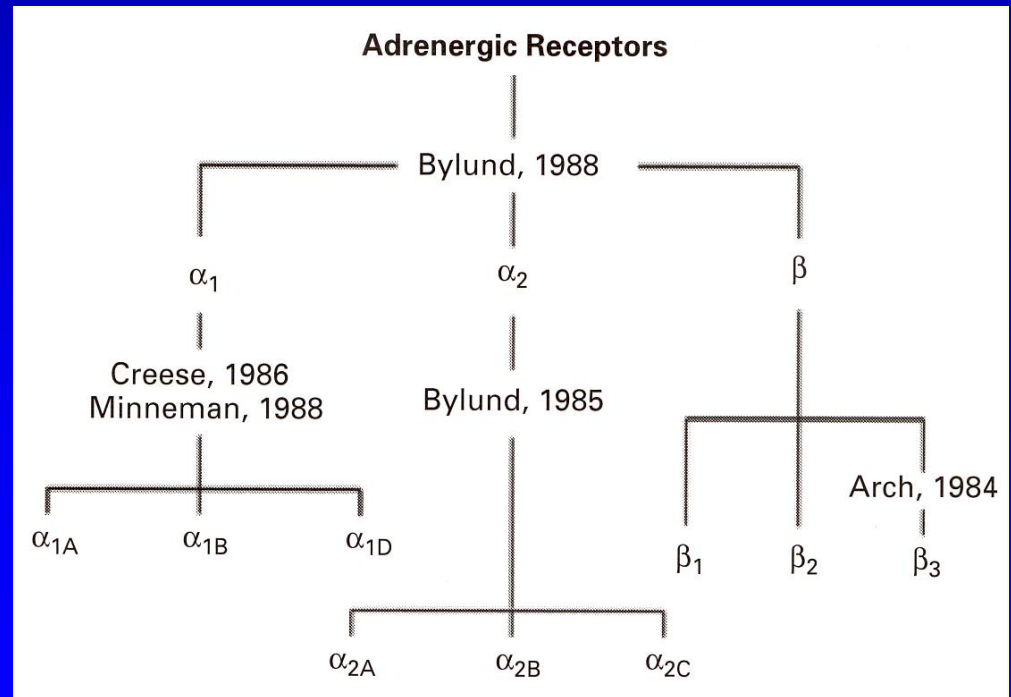 Adrenergic Receptors
Bylund, 1988
α1
α2
β
Creese, 1986
Minneman, 1988
Bylund, 1985
Arch, 1984
α1A
α1B
α1D
β1
β2
β3
α2A
α2B
α2C